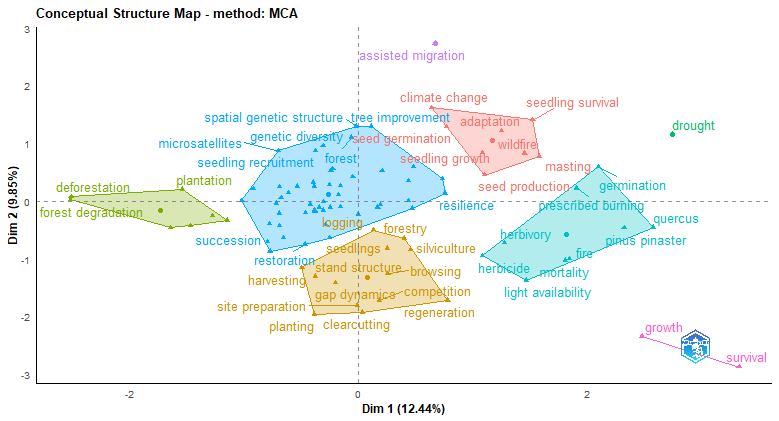 Conceptual Structure Map - method: MCA
3
assisted migration
2
climate change
seedling survival
spatial genetic structure
tree improvement
adaptation
drought
genetic diversity
seed germination
microsatellites
wildfire
1
forest
seedling growth
seedling recruitment
masting
deforestation
plantation
seed production
germination
Dim 2 (9.85%)
0
forest degradation
resilience
prescribed burning
quercus
logging
forestry
herbivory
succession
pinus pinaster
seedlings
silviculture
fire
restoration
-1
stand structure
browsing
herbicide
mortality
harvesting
gap dynamics
competition
light availability
site preparation
regeneration
-2
planting
clearcutting
growth
survival
-3
-2
0
2
Dim 1 (12.44%)